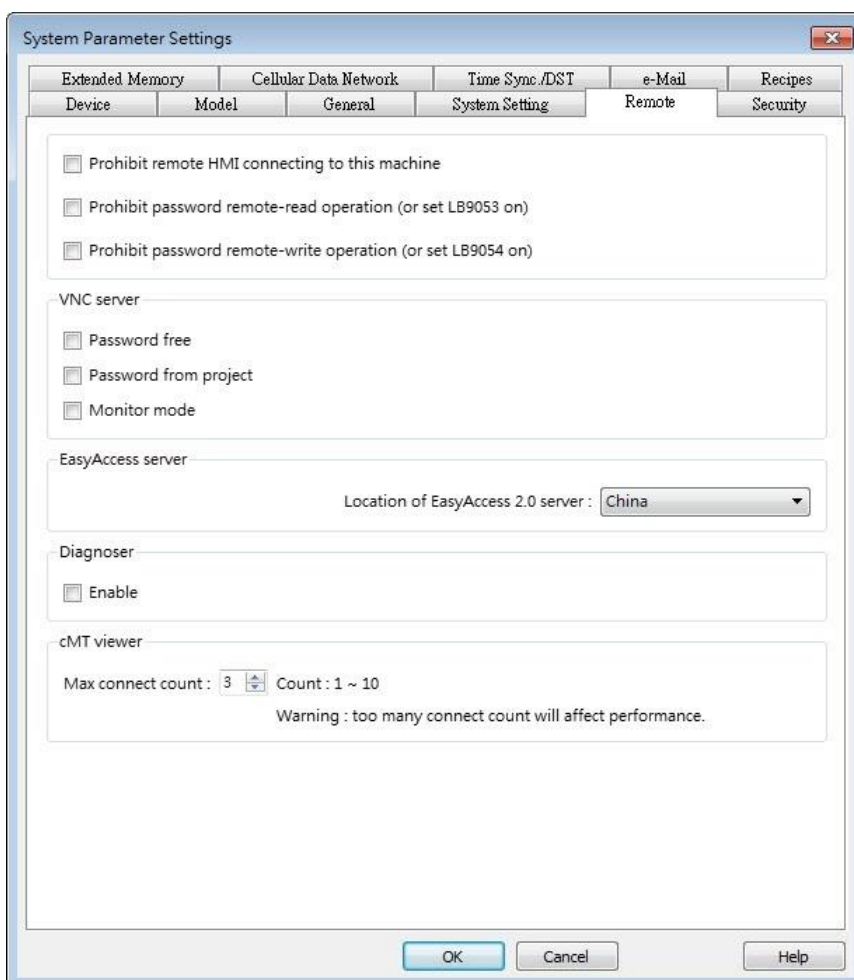 System Parameter Settings
Extended Memory Cellular Data Network Time Sync./DST e-Mail Recipes
Device Model General System Setting Remote Security
Prohibit remote HMI connecting to this machine
Prohibit password remote-read operation (or set LB9053 on)
Prohibit password remote-write operation (or set LB9054 on)
VNC server
Password free
Password from project
Monitor mode
EasyAccess server
Location of EasyAccess 2.0 server : China
Diagnoser
Enable
cMT viewer
Max connect count : 3 Count : 1 ~ 10
Warning : too many connect count will affect performance.
OK Cancel Help